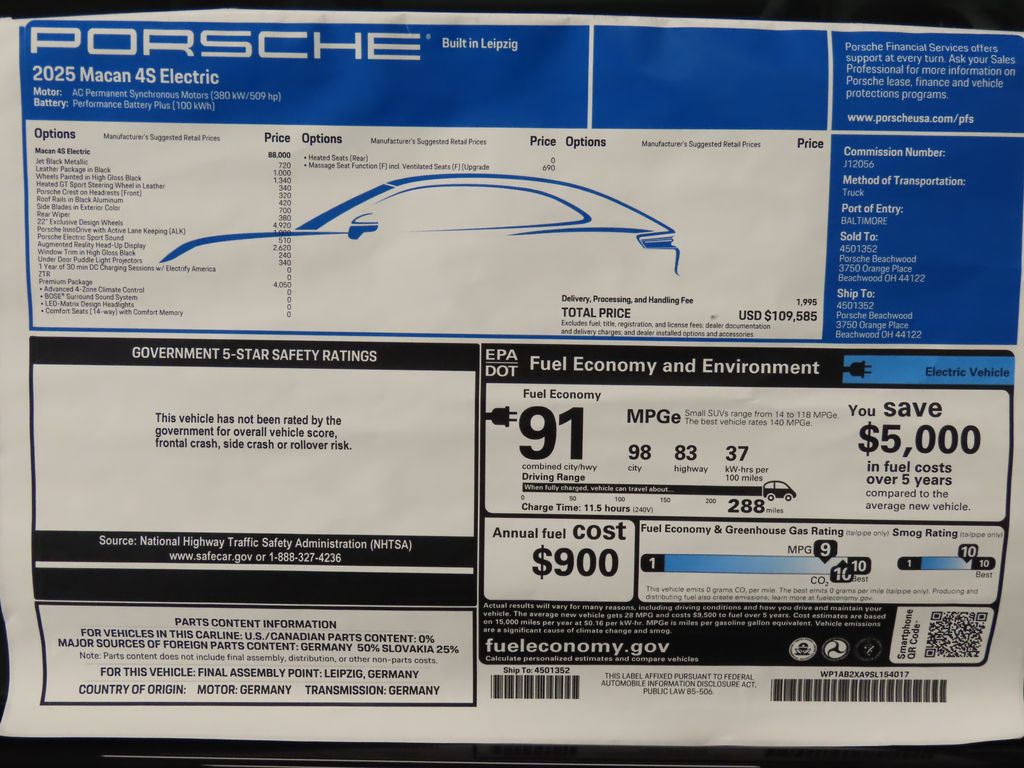 PORSCHE®
Built in Leipzig
2025 Macan 4S Electric
Motor: AC Permanent Synchronous Motors (380 kW/509 hp)
Battery: Performance Battery Plus (100 kWh)
Porsche Financial Services offers
support at every turn. Ask your Sales
Professional for more information on
Porsche lease, finance and vehicle
protections programs.
www.porscheusa.com/pfs
Options Manufacturer's Suggested Retail Prices Price
Macan 4S Electric 88,000
Jet Black Metallic 720
Leather Package in Black 1,000
Wheels Painted in High Gloss Black 1,340
Heated GT Sport Steering Wheel in Leather 340
Porsche Crest on Headrests (Front) 320
Roof Rails in Black Aluminum 420
Side Blades in Exterior Color 700
Rear Wiper 380
22" Exclusive Design Wheels 4,920
Porsche InnoDrive with Active Lane Keeping (ALK)
Porsche Electric Sport Sound 510
Augmented Reality Head-Up Display 2,620
Window Trim in High Gloss Black 240
Under Door Puddle Light Projectors 340
1 Year of 30 min DC Charging Sessions w/ Electrify America 0
ZTR 0
Premium Package 4,050
• Advanced 4-Zone Climate Control 0
• BOSE® Surround Sound System 0
• LED-Matrix Design Headlights 0
• Comfort Seats (14-way) with Comfort Memory 0
Options Manufacturer's Suggested Retail Prices Price
• Heated Seats (Rear) 0
• Massage Seat Function (F) incl. Ventilated Seats (F) (Upgrade 690
Options Manufacturer's Suggested Retail Prices Price
Delivery, Processing, and Handling Fee 1,995
TOTAL PRICE USD $109,585
Excludes fuel, title, registration, and license fees; dealer documentation
and delivery charges; and dealer installed options and accessories.
Commission Number:
J12056
Method of Transportation:
Truck
Port of Entry:
BALTIMORE
Sold To:
4501352
Porsche Beachwood
3750 Orange Place
Beachwood OH 44122
Ship To:
4501352
Porsche Beachwood
3750 Orange Place
Beachwood OH 44122
GOVERNMENT 5-STAR SAFETY RATINGS
This vehicle has not been rated by the
government for overall vehicle score,
frontal crash, side crash or rollover risk.
Source: National Highway Traffic Safety Administration (NHTSA)
www.safecar.gov or 1-888-327-4236
PARTS CONTENT INFORMATION
FOR VEHICLES IN THIS CARLINE: U.S./CANADIAN PARTS CONTENT: 0%
MAJOR SOURCES OF FOREIGN PARTS CONTENT: GERMANY 50% SLOVAKIA 25%
Note: Parts content does not include final assembly, distribution, or other non-parts costs.
FOR THIS VEHICLE: FINAL ASSEMBLY POINT: LEIPZIG, GERMANY
COUNTRY OF ORIGIN: MOTOR: GERMANY TRANSMISSION: GERMANY
EPA
DOT
Fuel Economy and Environment
Electric Vehicle
Fuel Economy
91
MPGe
Small SUVs range from 14 to 118 MPGe.
The best vehicle rates 140 MPGe.
98 83 37
city highway kW-hrs per
100 miles
combined city/hwy
Driving Range
When fully charged, vehicle can travel about...
0 50 100 150 200 288 miles
Charge Time: 11.5 hours (240V)
You save
$5,000
in fuel costs
over 5 years
compared to the
average new vehicle.
Annual fuel cost
$900
Fuel Economy & Greenhouse Gas Rating (tailpipe only)
1 MPG 9 10
CO2 10 Best
Smog Rating (tailpipe only)
1 10 10
Best
This vehicle emits 0 grams CO2 per mile. The best emits 0 grams per mile (tailpipe only). Producing and
distributing fuel also create emissions; learn more at fueleconomy.gov.
Actual results will vary for many reasons, including driving conditions and how you drive and maintain your
vehicle. The average new vehicle gets 28 MPG and costs $9,500 to fuel over 5 years. Cost estimates are based
on 15,000 miles per year at $0.16 per kW-hr. MPGe is miles per gasoline gallon equivalent. Vehicle emissions
are a significant cause of climate change and smog.
fueleconomy.gov
Calculate personalized estimates and compare vehicles
Smartphone
QR Code
Ship To: 4501352
THIS LABEL AFFIXED PURSUANT TO FEDERAL
AUTOMOBILE INFORMATION DISCLOSURE ACT,
PUBLIC LAW 85-506.
WP1AB2XA9SL154017